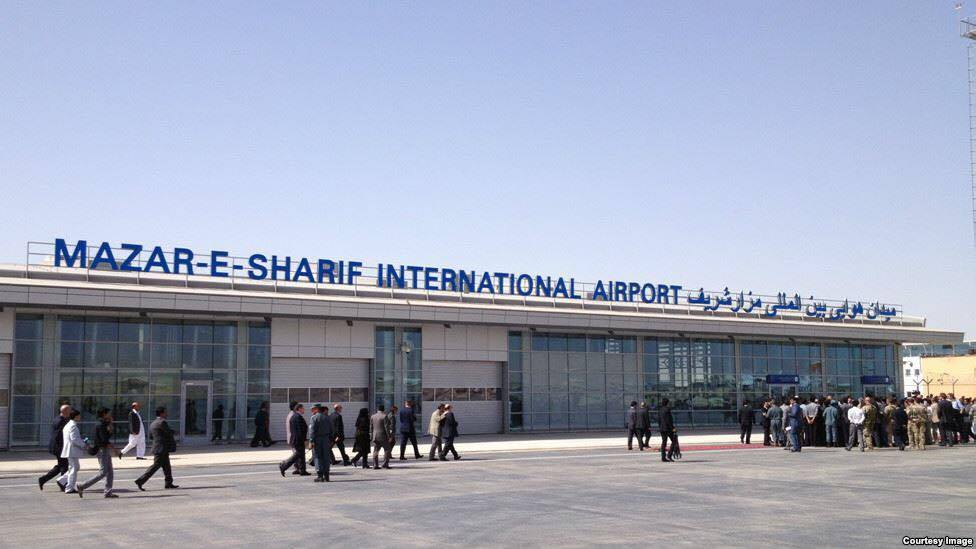 MAZAR-E-SHARIF INTERNATIONAL AIRPORT میدان هوایی بین المللی مزارشریف
Courtesy Image